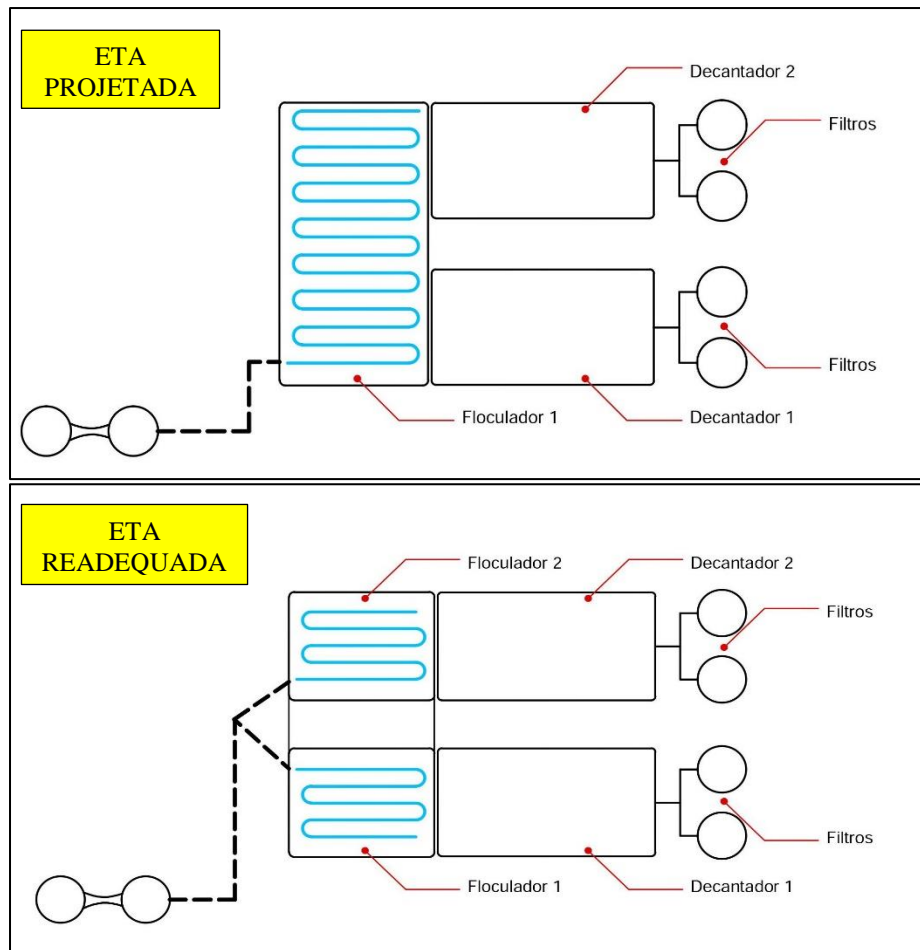 ETA
PROJETADA
Decantador 2
Filtros
Filtros
Floculador 1
Decantador 1
ETA
READEQUADA
Floculador 2
Decantador 2
Filtros
Filtros
Floculador 1
Decantador 1